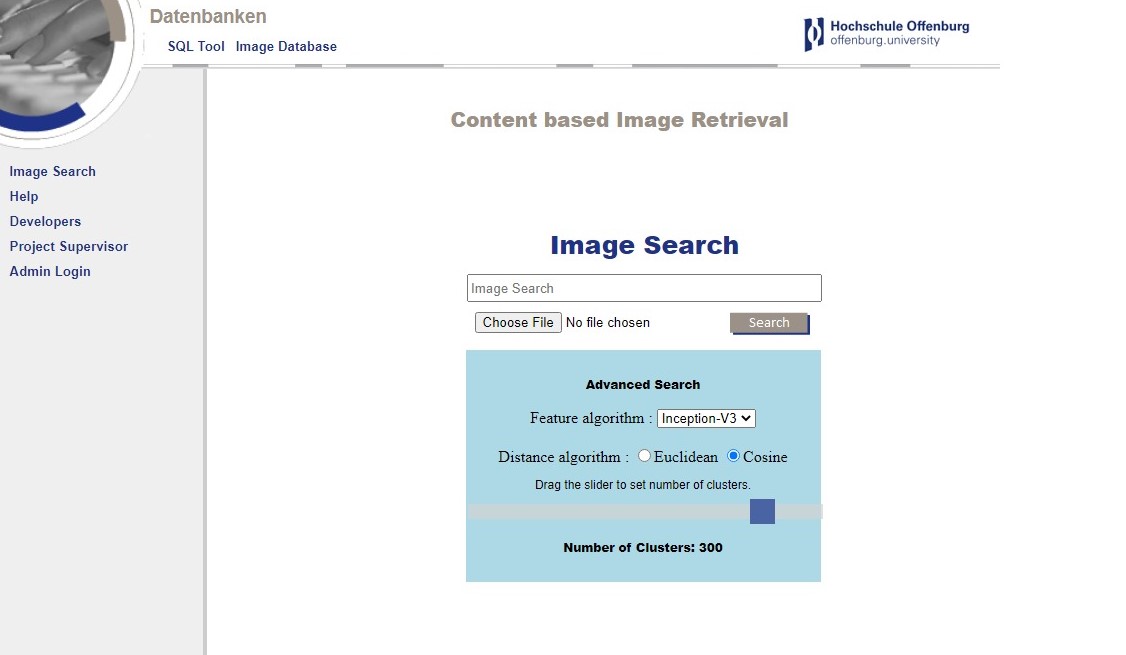 Datenbanken
SQL Tool Image Database
Hochschule Offenburg
offenburg.university
Image Search
Help
Developers
Project Supervisor
Admin Login
Content based Image Retrieval
Image Search
Image Search
Choose File No file chosen Search
Advanced Search
Feature algorithm : Inception-V3
Distance algorithm : Euclidean Cosine
Drag the slider to set number of clusters.
Number of Clusters: 300